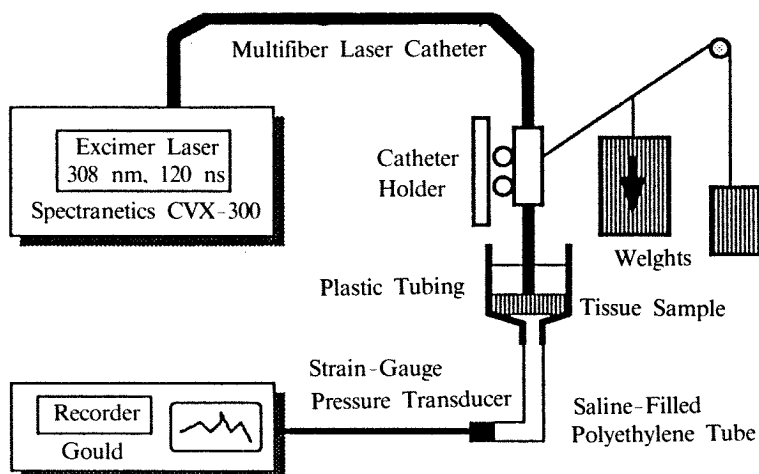 Multifiber Laser Catheter
Excimer Laser
308 nm, 120 ns
Spectranetics CVX-300
Catheter
Holder
Weights
Plastic Tubing
Tissue Sample
Strain-Gauge
Pressure Transducer
Recorder
Gould
Saline-Filled
Polyethylene Tube